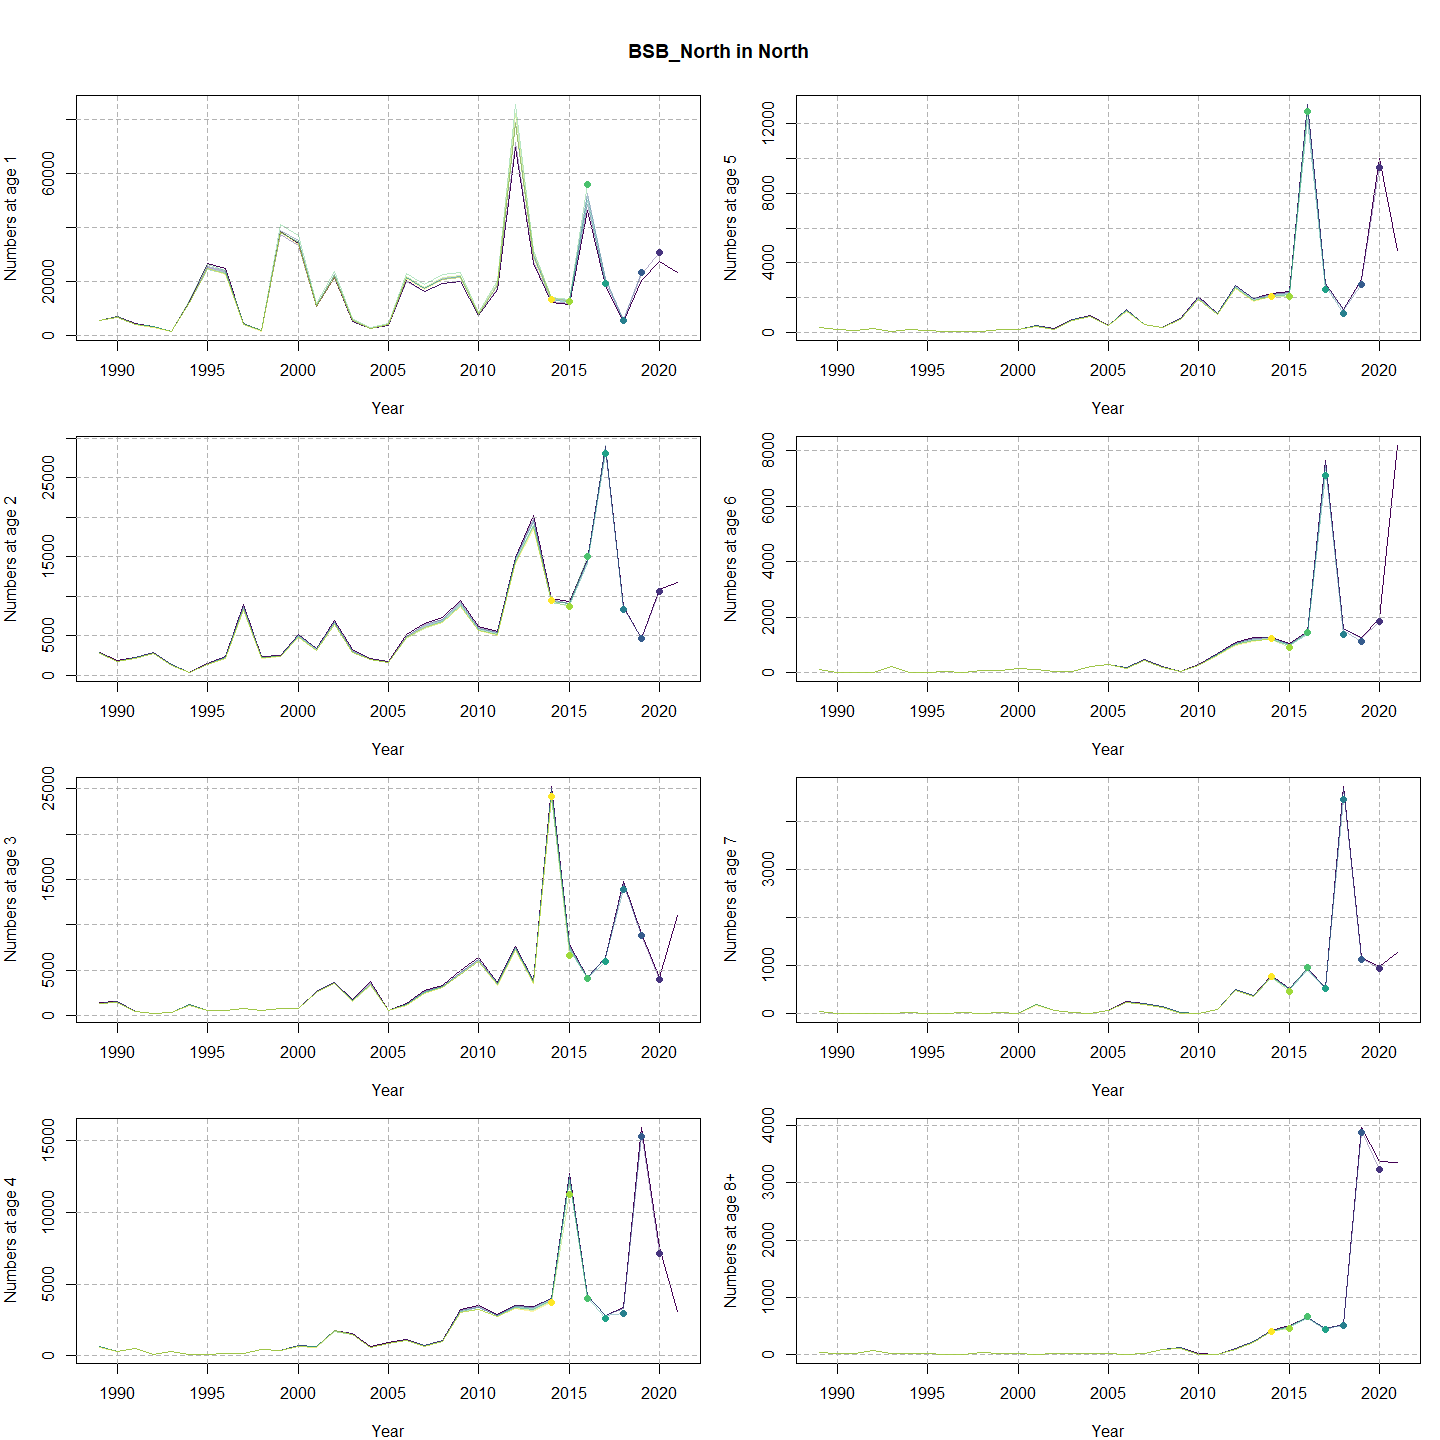 BSB_North in North
Numbers at age 1
0 20000 60000
1990 1995 2000 2005 2010 2015 2020
Year
Numbers at age 5
0 4000 8000 12000
1990 1995 2000 2005 2010 2015 2020
Year
Numbers at age 2
0 5000 15000 25000
1990 1995 2000 2005 2010 2015 2020
Year
Numbers at age 6
0 2000 4000 6000 8000
1990 1995 2000 2005 2010 2015 2020
Year
Numbers at age 3
0 5000 15000 25000
1990 1995 2000 2005 2010 2015 2020
Year
Numbers at age 7
0 1000 3000
1990 1995 2000 2005 2010 2015 2020
Year
Numbers at age 4
0 5000 10000 15000
1990 1995 2000 2005 2010 2015 2020
Year
Numbers at age 8+
0 1000 2000 3000 4000
1990 1995 2000 2005 2010 2015 2020
Year